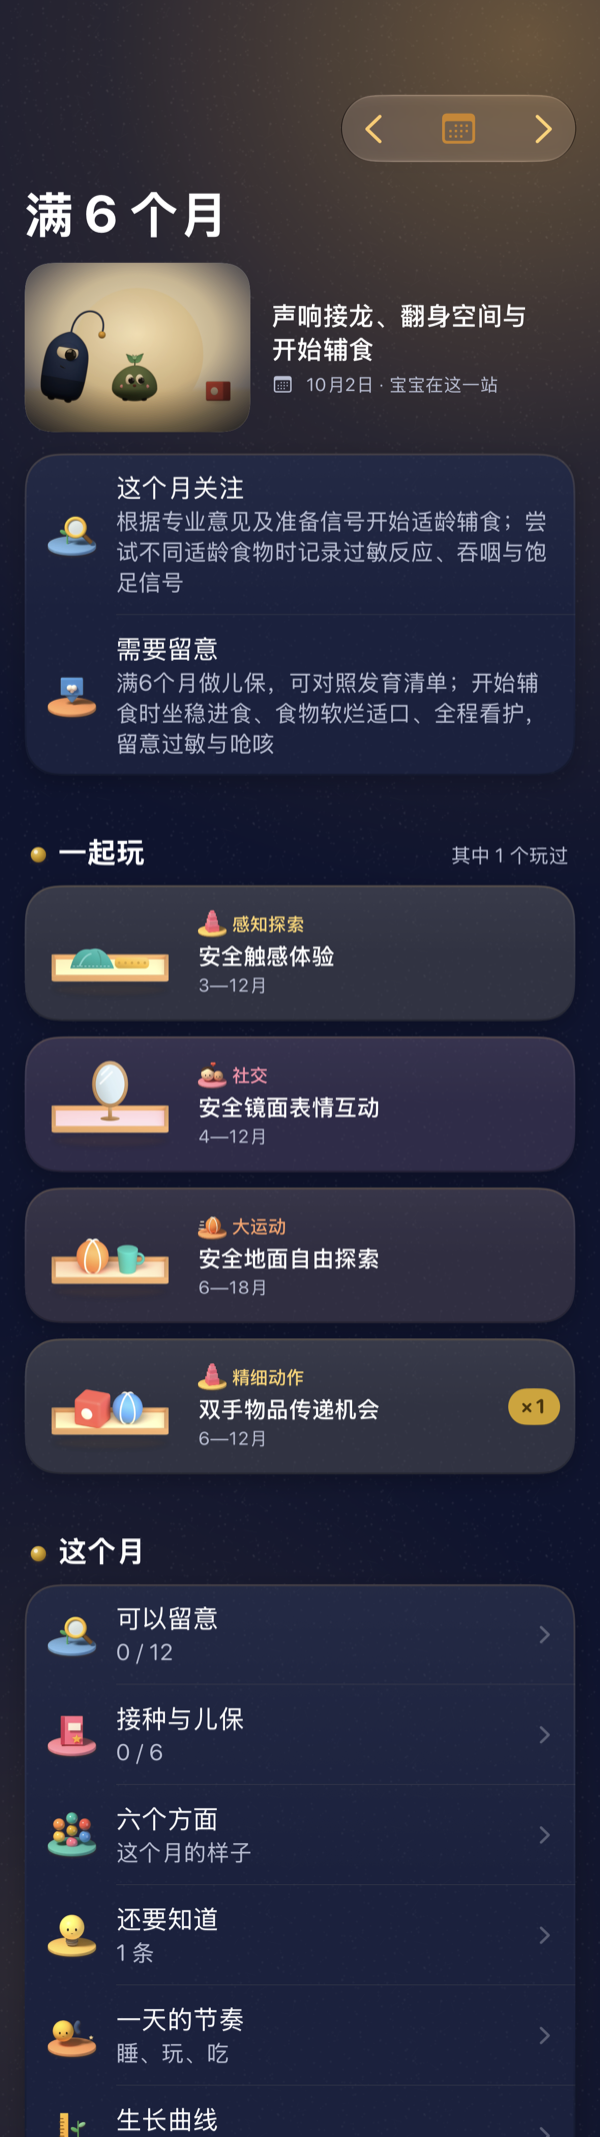 满 6 个月
声响接龙、翻身空间与
开始辅食
10月2日 · 宝宝在这一站
这个月关注
根据专业意见及准备信号开始适龄辅食；尝
试不同适龄食物时记录过敏反应、吞咽与饱
足信号
需要留意
满6个月做儿保，可对照发育清单；开始辅
食时坐稳进食、食物软烂适口、全程看护，
留意过敏与呛咳
一起玩
其中 1 个玩过
感知探索
安全触感体验
3—12月
社交
安全镜面表情互动
4—12月
大运动
安全地面自由探索
6—18月
精细动作
双手物品传递机会
6—12月
×1
这个月
可以留意
0 / 12
接种与儿保
0 / 6
六个方面
这个月的样子
还要知道
1 条
一天的节奏
睡、玩、吃
生长曲线